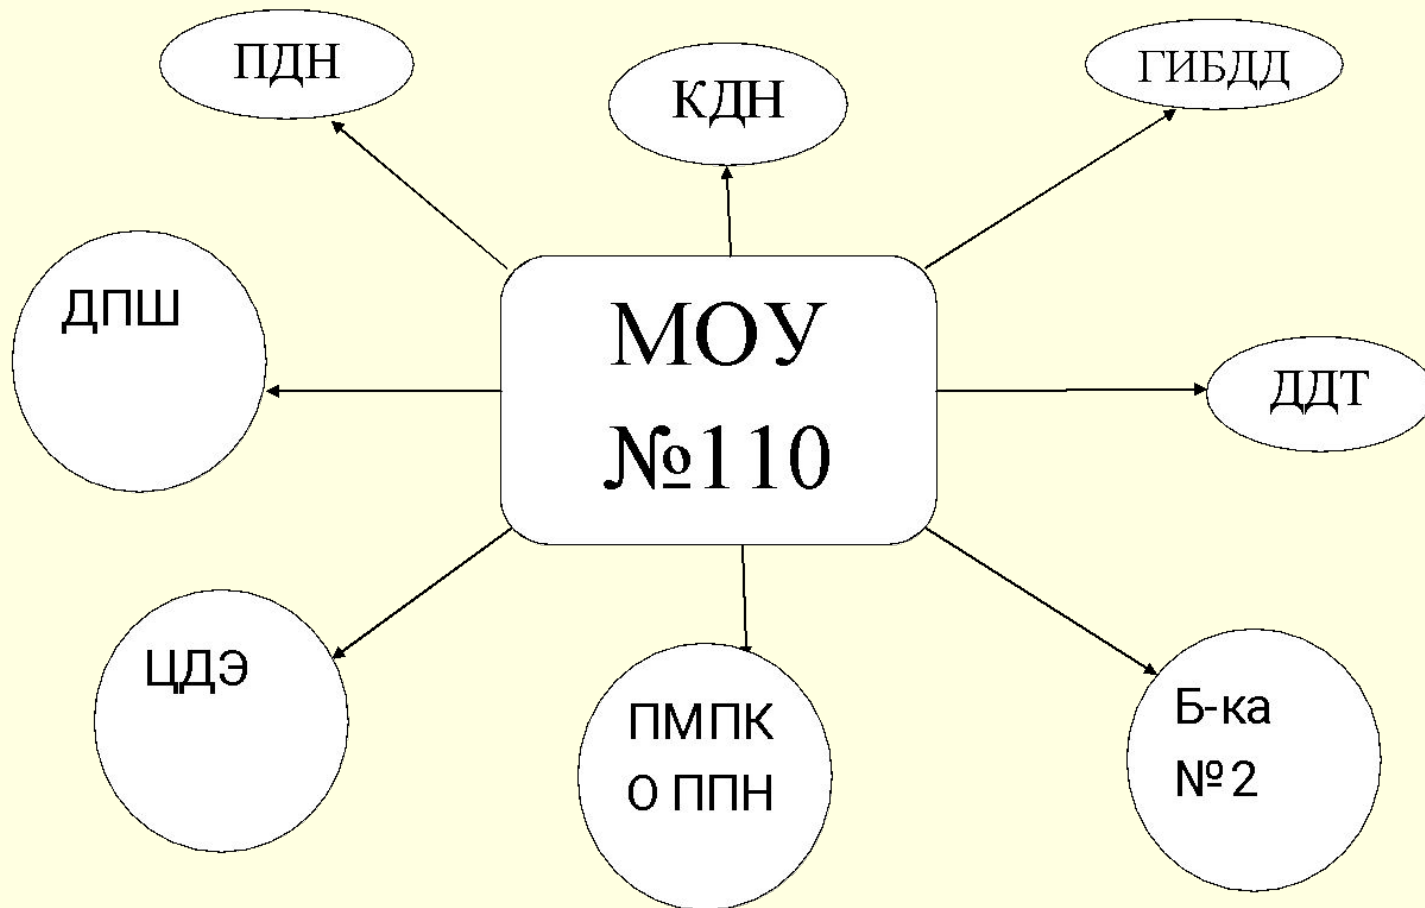 ПДН
КДН
ГИБДД
ДПШ
МОУ
№110
ДДТ
ЦДЭ
ПМПК
О ППН
Б-ка
№2